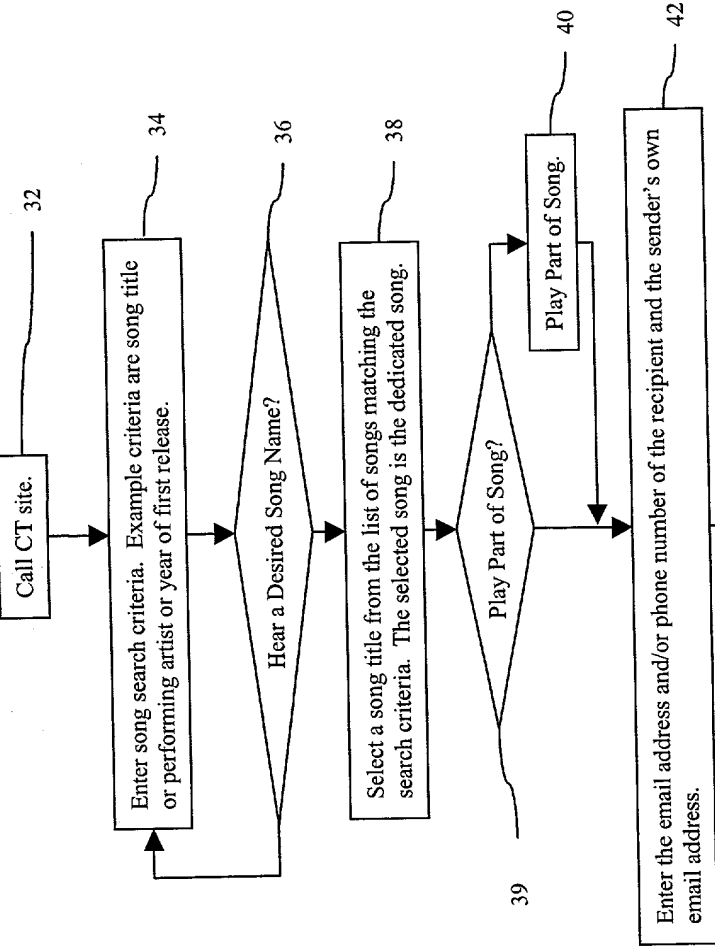 Call CT site.
32
Enter song search criteria. Example criteria are song title
or performing artist or year of first release.
34
Hear a Desired Song Name?
36
Select a song title from the list of songs matching the
search criteria. The selected song is the dedicated song.
38
Play Part of Song?
39
Play Part of Song.
40
Enter the email address and/or phone number of the recipient and the sender's own
email address.
42